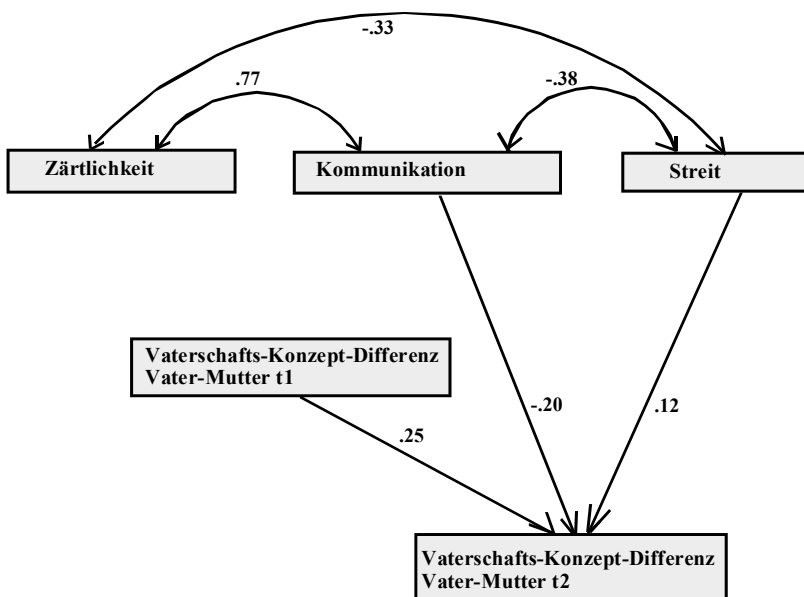 -.33
.77
-.38
Zärtlichkeit
Kommunikation
Streit
Vaterschafts-Konzept-Differenz
Vater-Mutter t1
-.20
.12
.25
Vaterschafts-Konzept-Differenz
Vater-Mutter t2